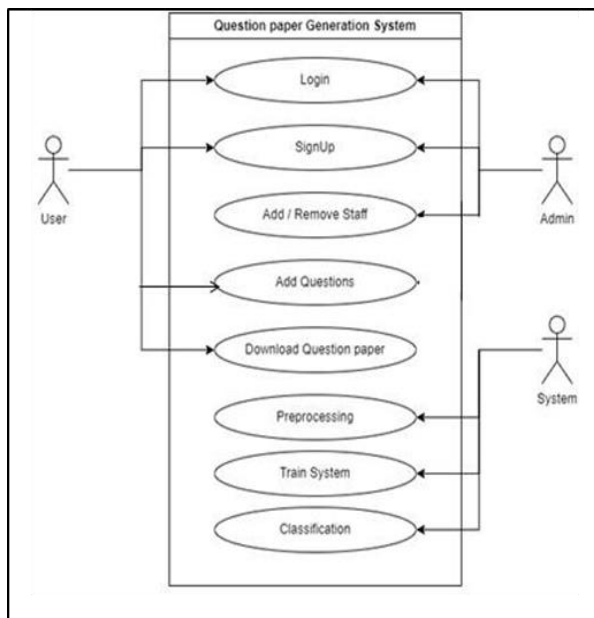 Question paper Generation System
Login
SignUp
User
Admin
Add / Remove Staff
Add Questions
Download Question paper
System
Preprocessing
Train System
Classification